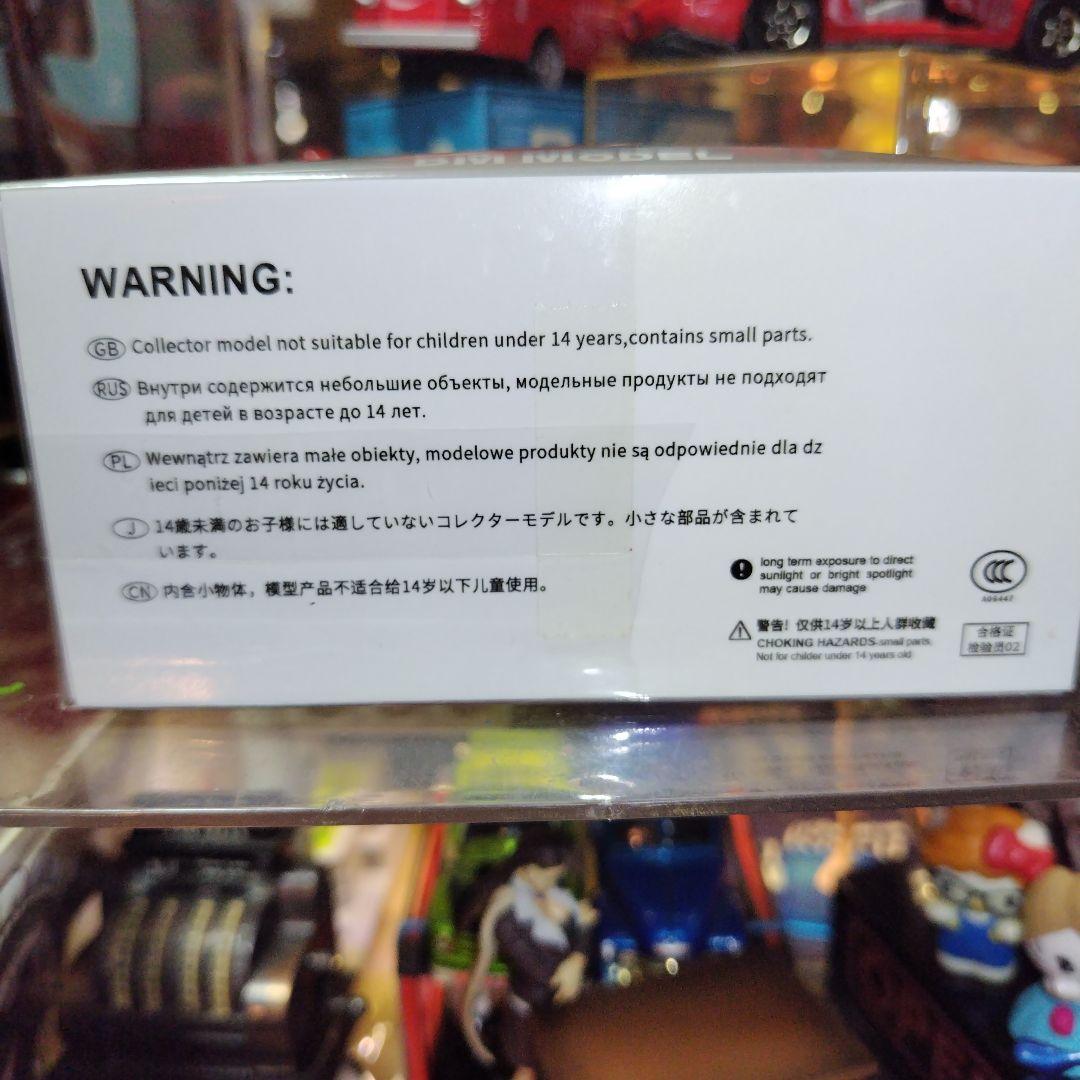 WARNING:
GB Collector model not suitable for children under 14 years,contains small parts.
RUS Внутри содержится небольшие объекты, модельные продукты не подходят
для детей в возрасте до 14 лет.
PL Wewnątrz zawiera małe obiekty, modelowe produkty nie są odpowiednie dla dz
ieci poniżej 14 roku życia.
J 14歳未満のお子様には適していないコレクターモデルです。小さな部品が含まれて
います。
CN 内含小物体，模型产品不适合给14岁以下儿童使用。
long term exposure to direct
sunlight or bright spotlight
may cause damage
CCC
警告！仅供14岁以上人群收藏
CHOKING HAZARDS-small parts.
Not for childer under 14 years old
合格证
检验员02